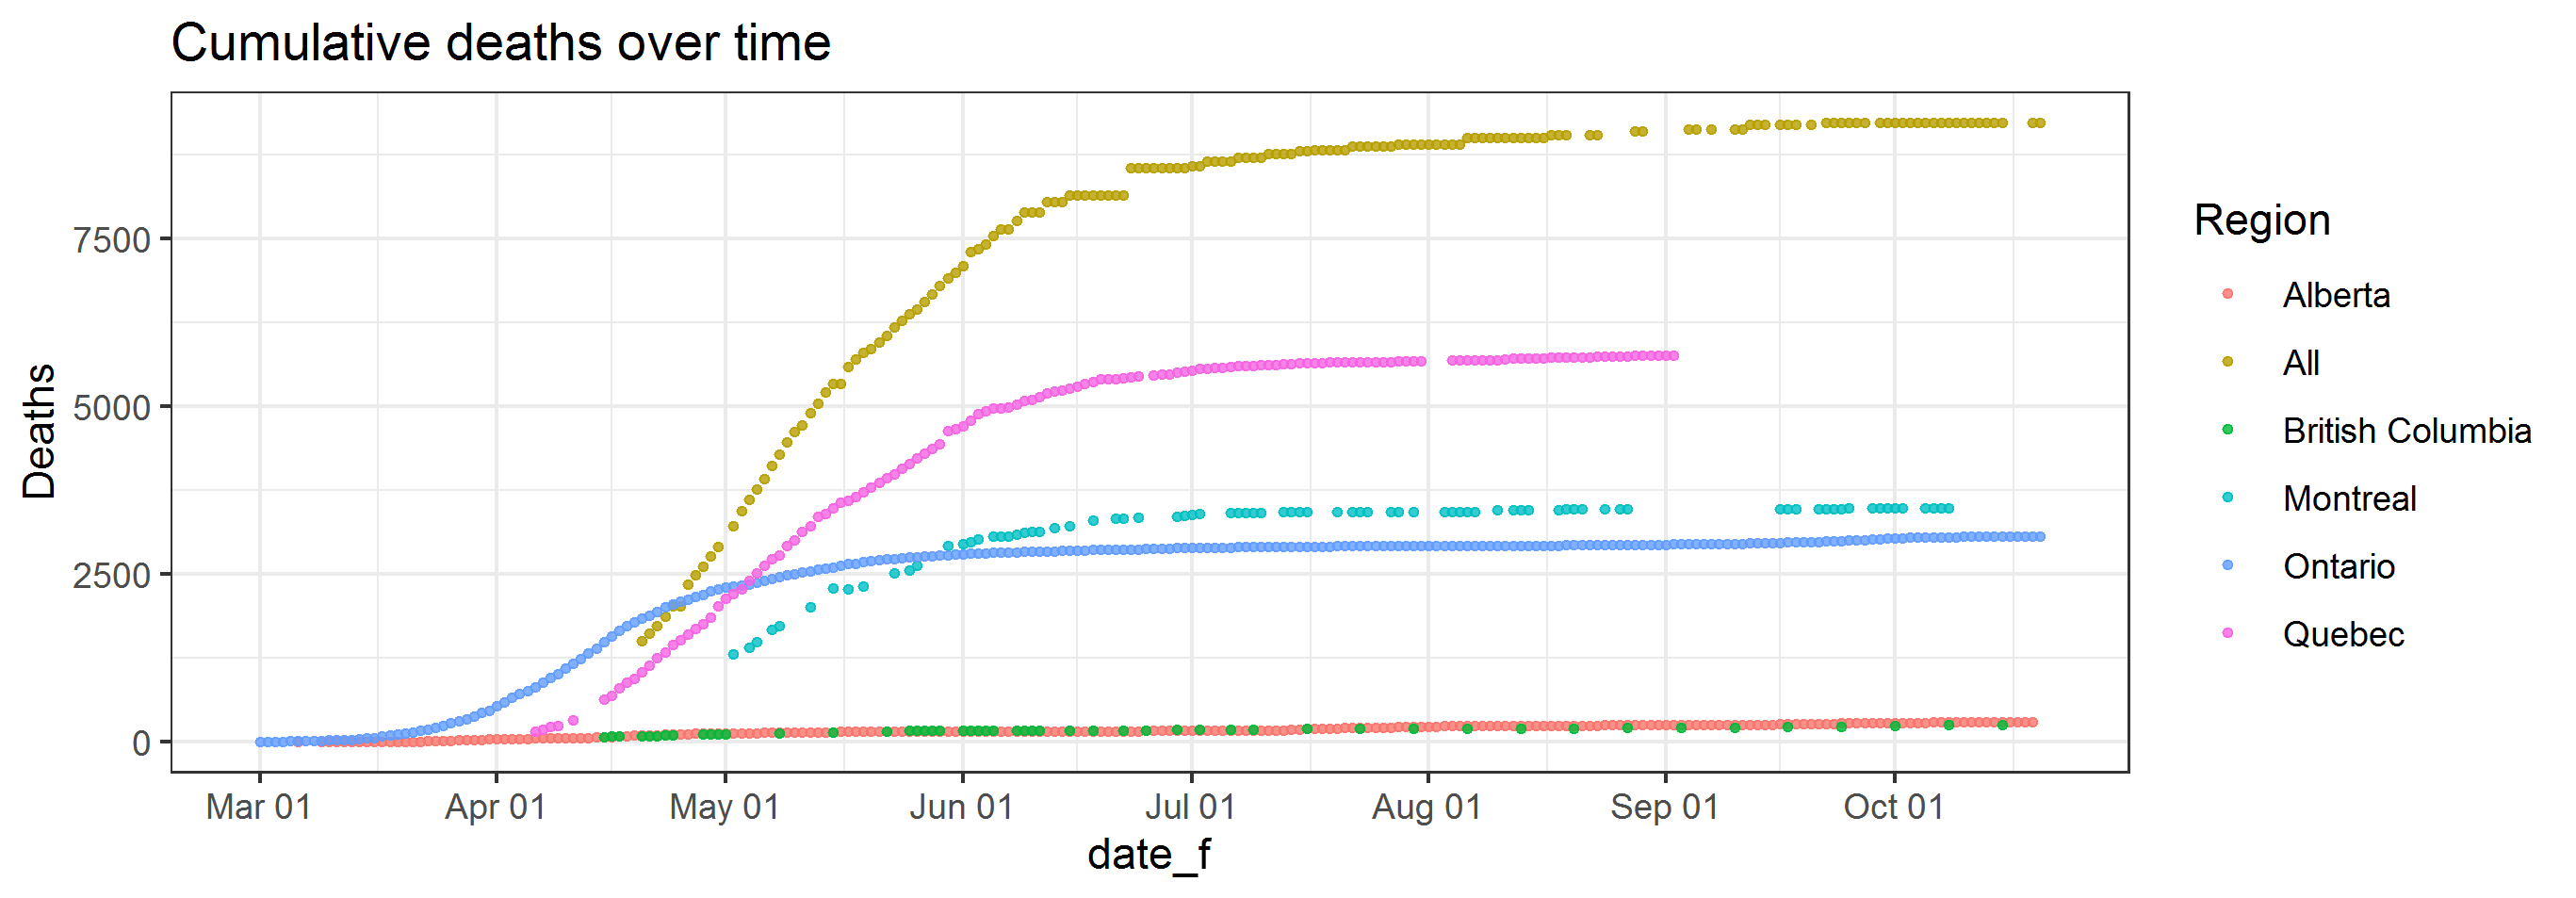 Cumulative deaths over time
Deaths
7500
5000
2500
0
Mar 01 Apr 01 May 01 Jun 01 Jul 01 Aug 01 Sep 01 Oct 01
date_f
Region
Alberta
All
British Columbia
Montreal
Ontario
Quebec